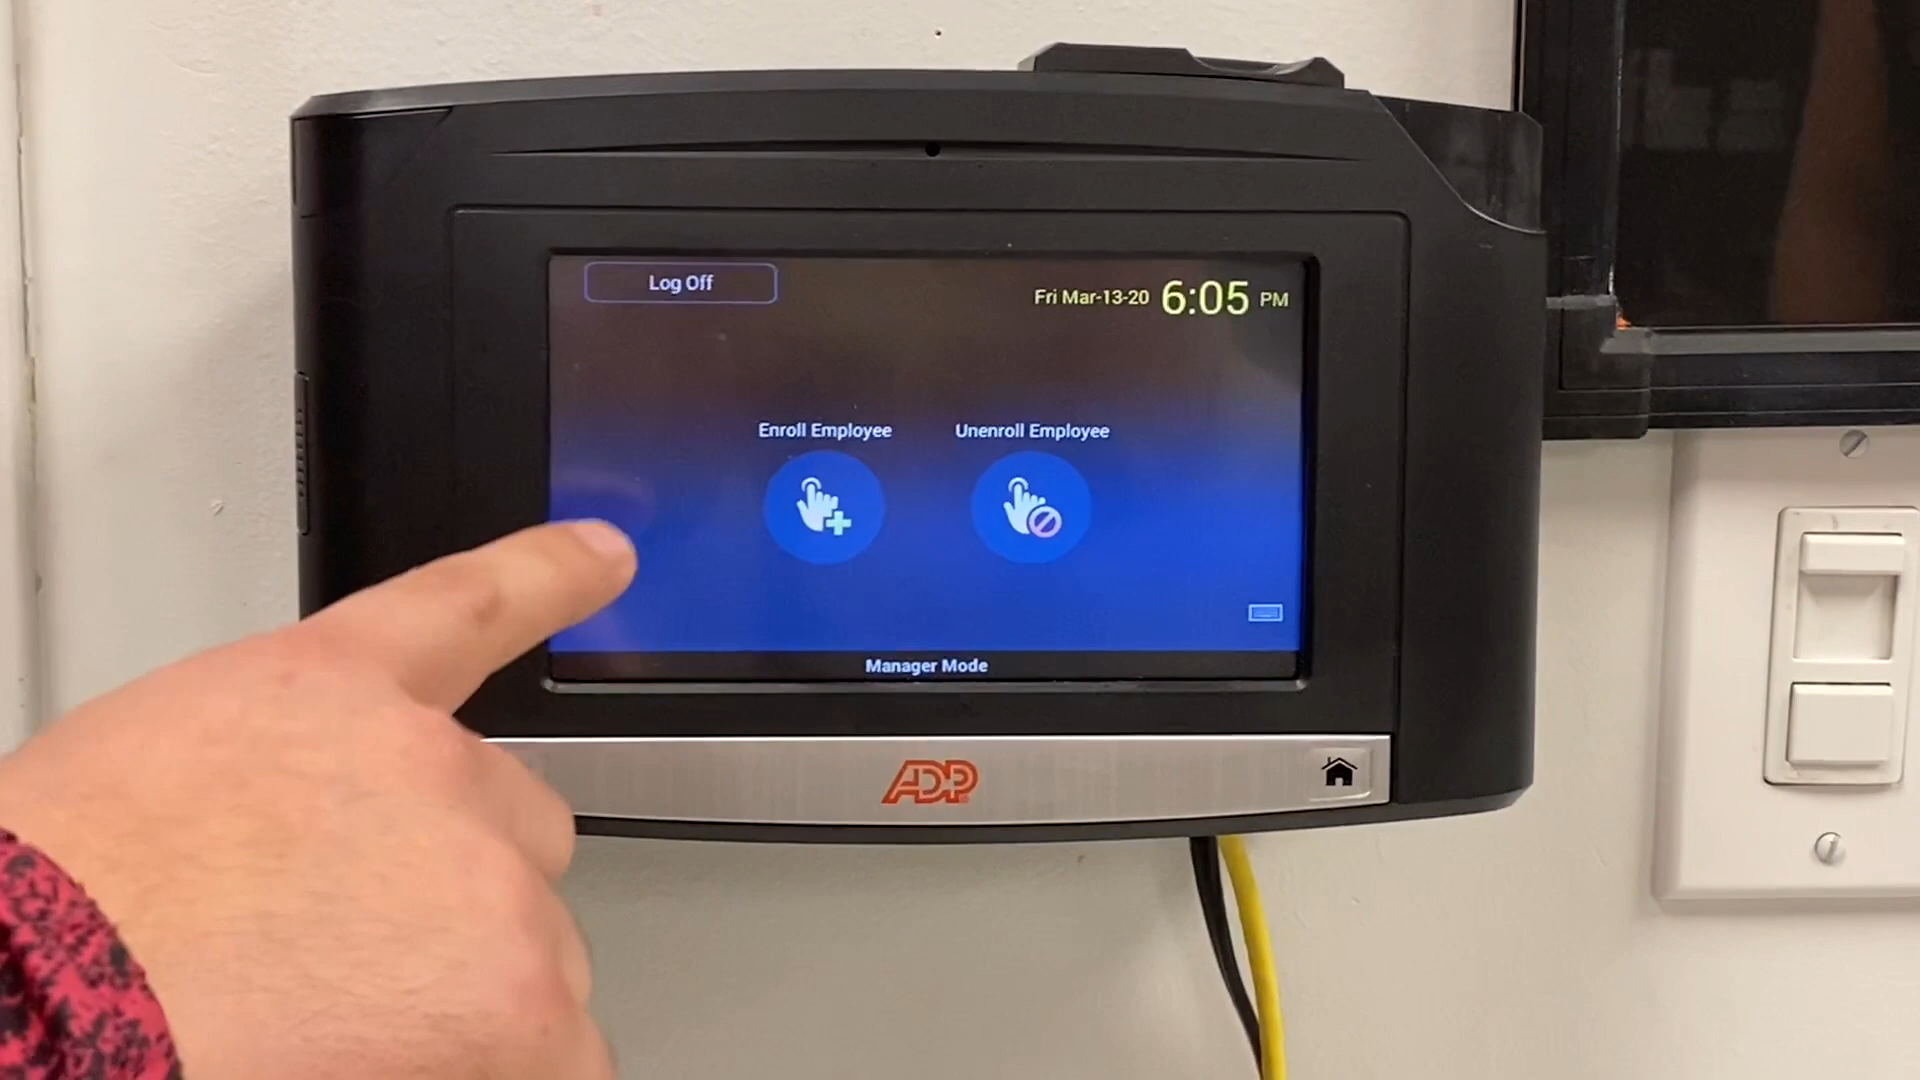 Log Off
Fri Mar-13-20 6:05 PM
Enroll Employee
Unenroll Employee
Manager Mode
ADP